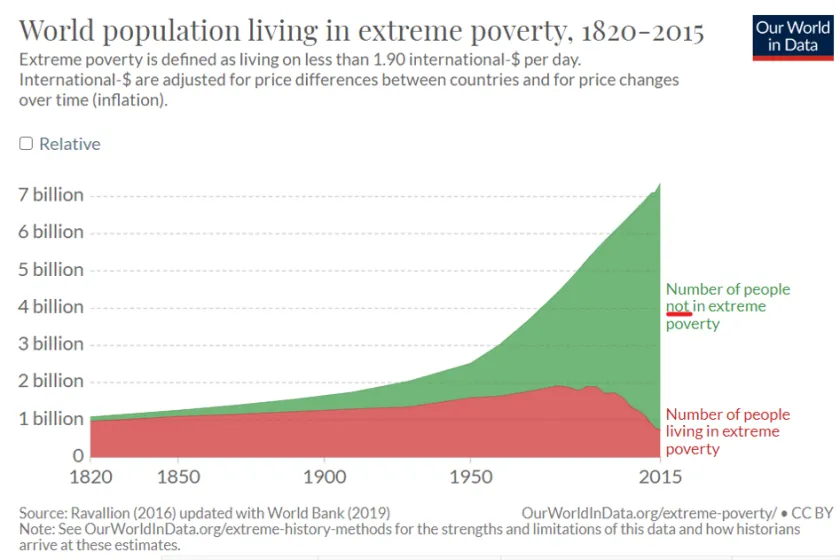 World population living in extreme poverty, 1820-2015
Our World
in Data
Extreme poverty is defined as living on less than 1.90 international-$ per day.
International-$ are adjusted for price differences between countries and for price changes
over time (inflation).
Relative
7 billion
6 billion
5 billion
4 billion
3 billion
2 billion
1 billion
0
Number of people
not in extreme
poverty
Number of people
living in extreme
poverty
1820
1850
1900
1950
2015
Source: Ravallion (2016) updated with World Bank (2019)
OurWorldInData.org/extreme-poverty/ • CC BY
Note: See OurWorldInData.org/extreme-history-methods for the strengths and limitations of this data and how historians
arrive at these estimates.